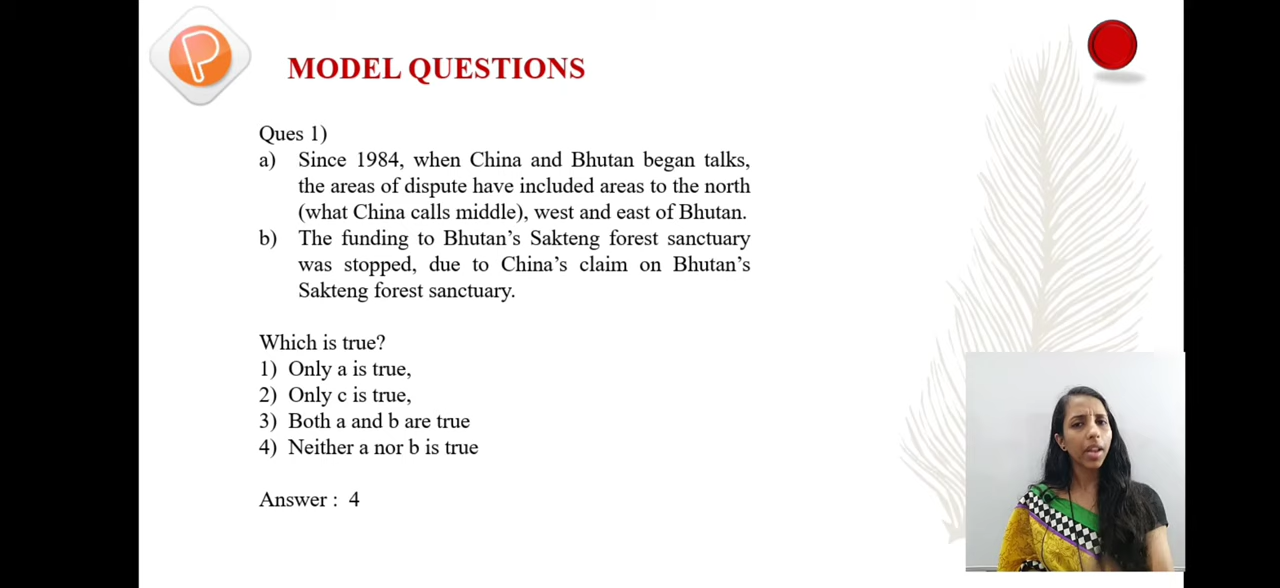 MODEL QUESTIONS
Ques 1)
a) Since 1984, when China and Bhutan began talks,
the areas of dispute have included areas to the north
(what China calls middle), west and east of Bhutan.
b) The funding to Bhutan's Sakteng forest sanctuary
was stopped, due to China's claim on Bhutan's
Sakteng forest sanctuary.
Which is true?
1) Only a is true,
2) Only c is true,
3) Both a and b are true
4) Neither a nor b is true
Answer : 4